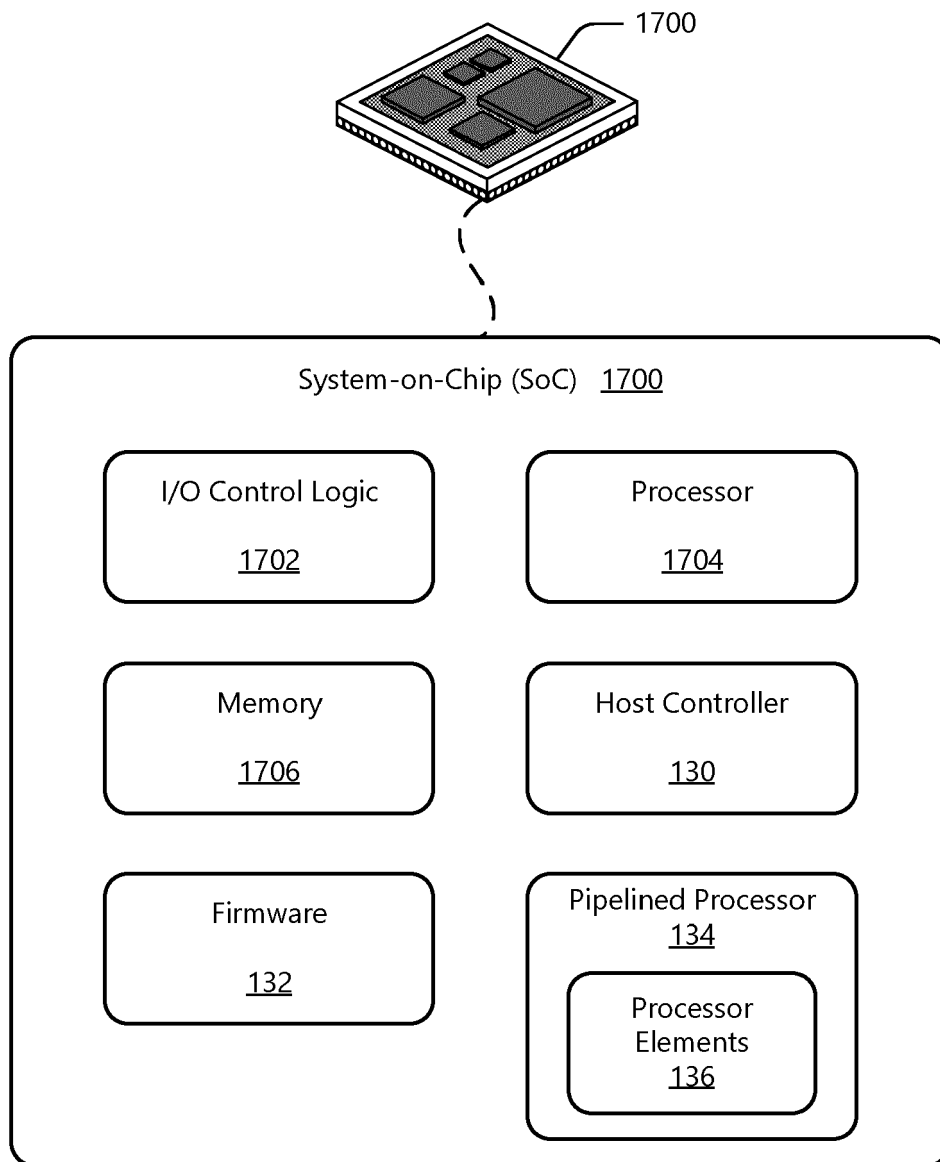 1700
System-on-Chip (SoC) 1700
I/O Control Logic
1702
Processor
1704
Memory
1706
Host Controller
130
Firmware
132
Pipelined Processor
134
Processor
Elements
136